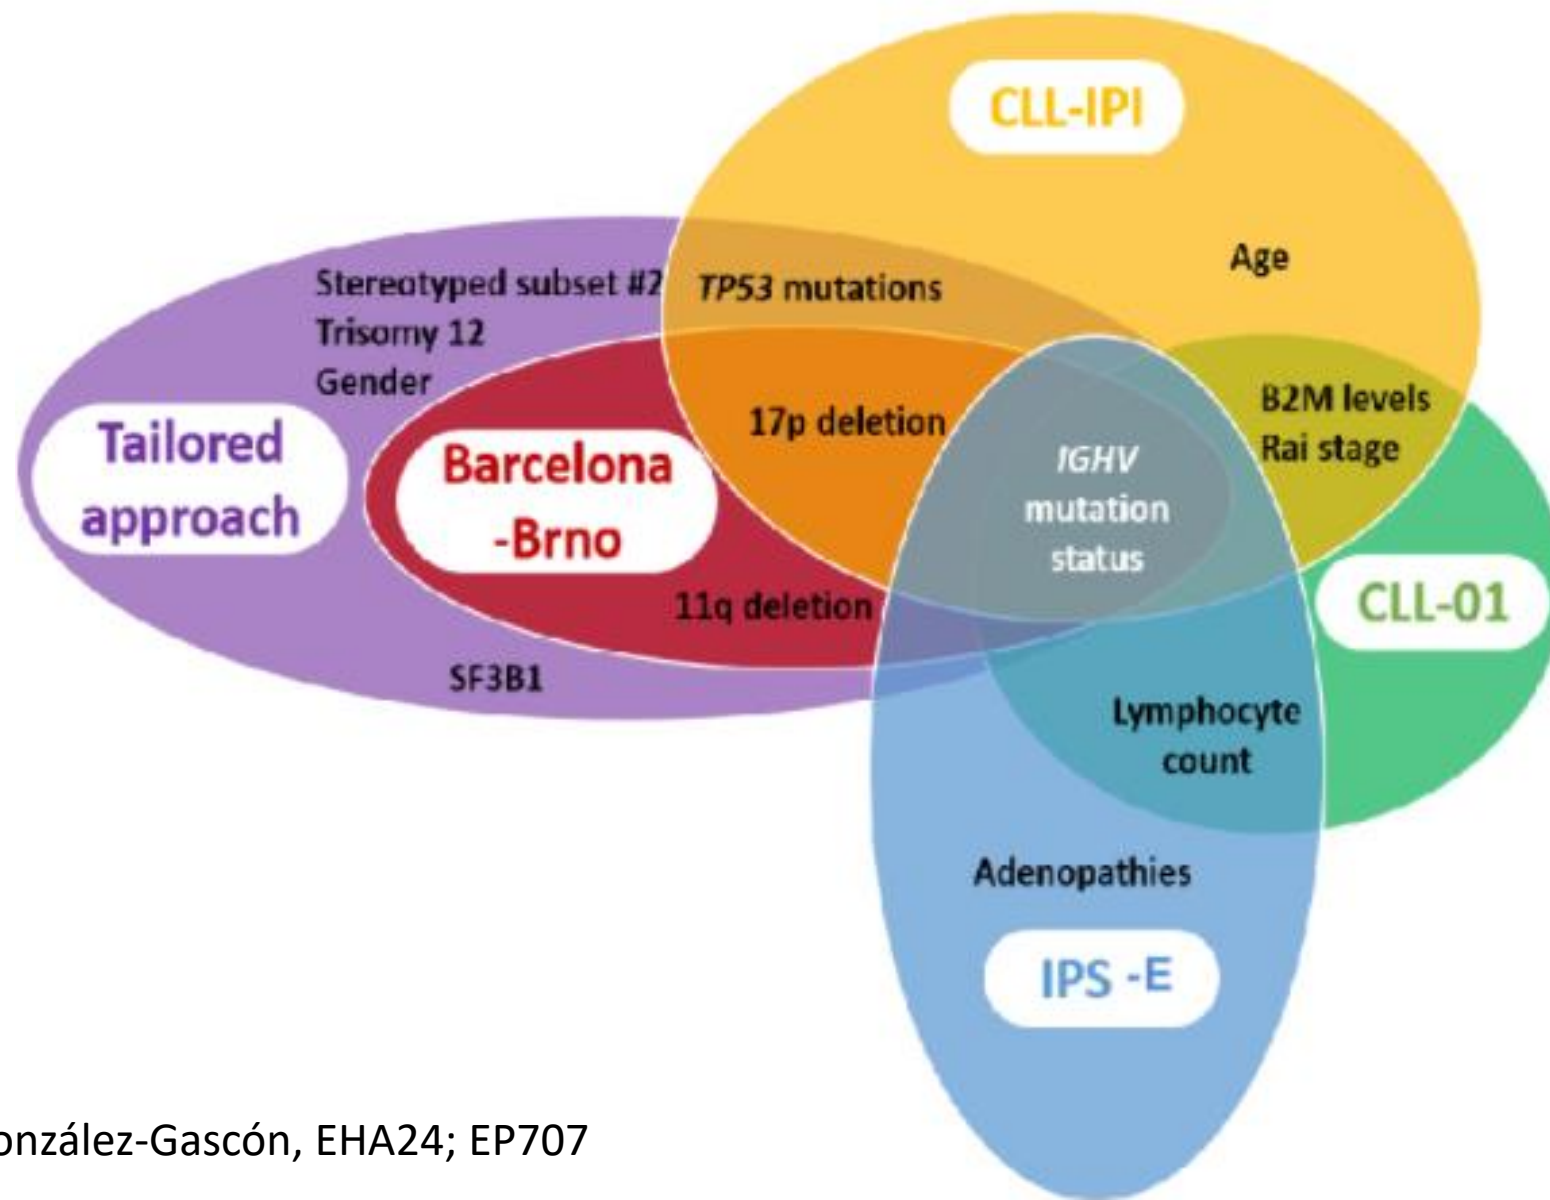 CLL-IPI
Age
Stereotyped subset #2
Trisomy 12
Gender
TP53 mutations
B2M levels
Rai stage
17p deletion
Tailored
approach
Barcelona
-Brno
IGHV
mutation
status
11q deletion
CLL-01
SF3B1
Lymphocyte
count
Adenopathies
IPS -E
onzález-Gascón, EHA24; EP707